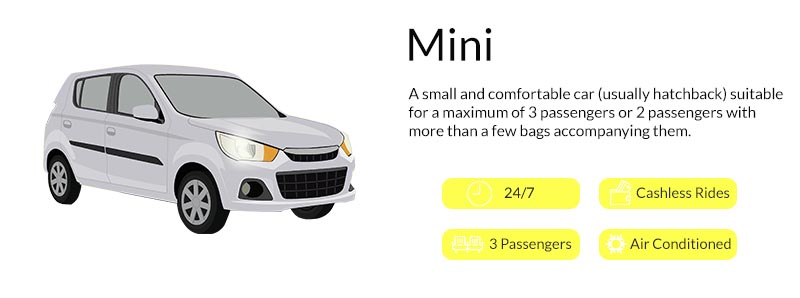 Mini
A small and comfortable car (usually hatchback) suitable
for a maximum of 3 passengers or 2 passengers with
more than a few bags accompanying them.
24/7
Cashless Rides
3 Passengers
Air Conditioned